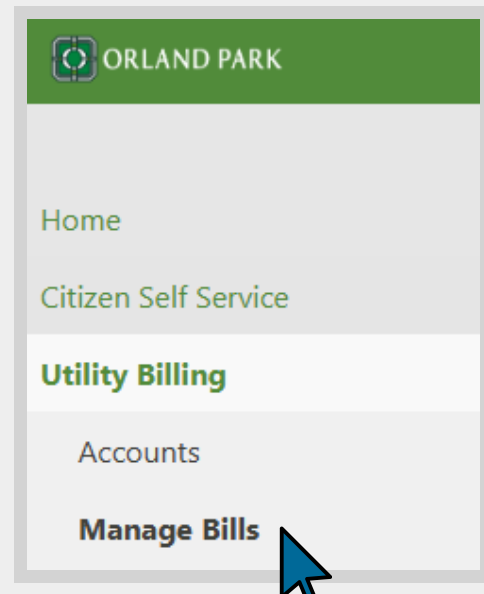 ORLAND PARK
Home
Citizen Self Service
Utility Billing
Accounts
Manage Bills